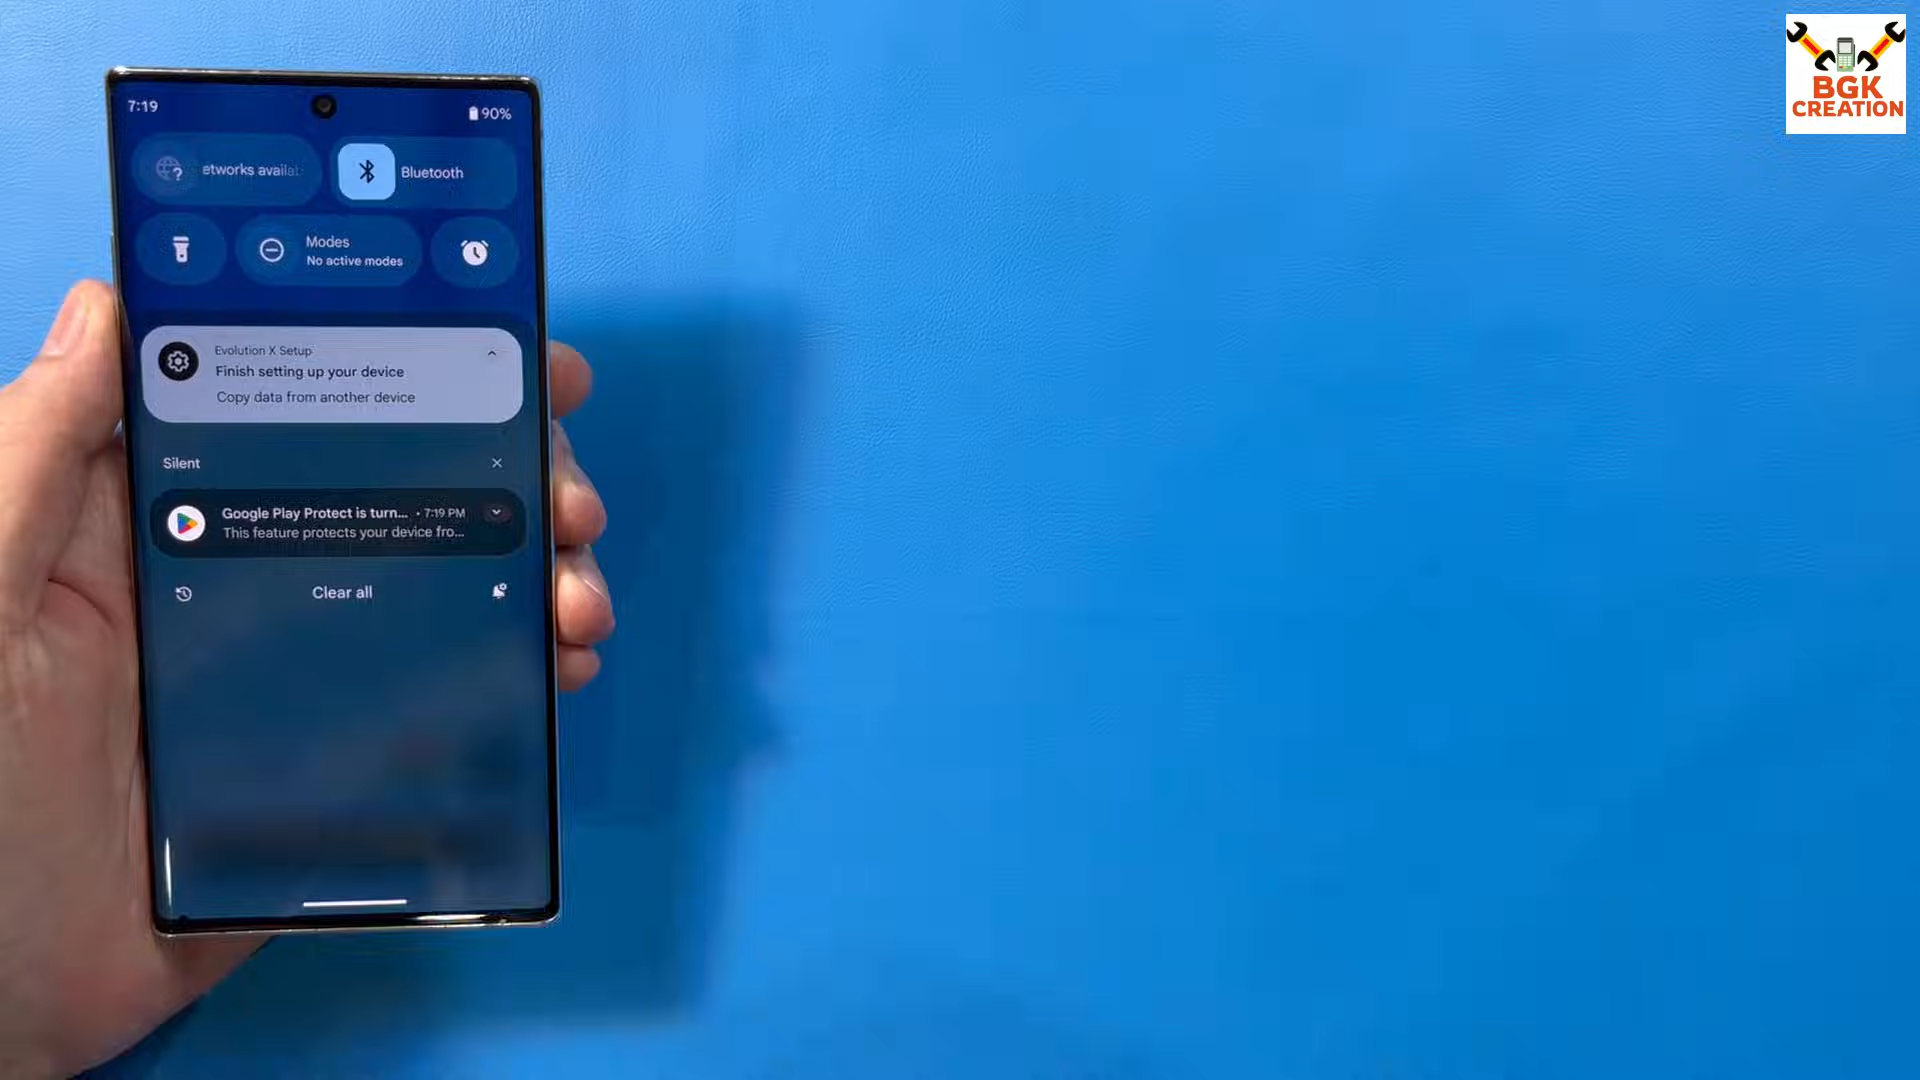 7:19
90%
etworks availab
Bluetooth
Modes
No active modes
Evolution X Setup
Finish setting up your device
Copy data from another device
Silent
Google Play Protect is turn... • 7:19 PM
This feature protects your device fro...
Clear all
BGK
CREATION